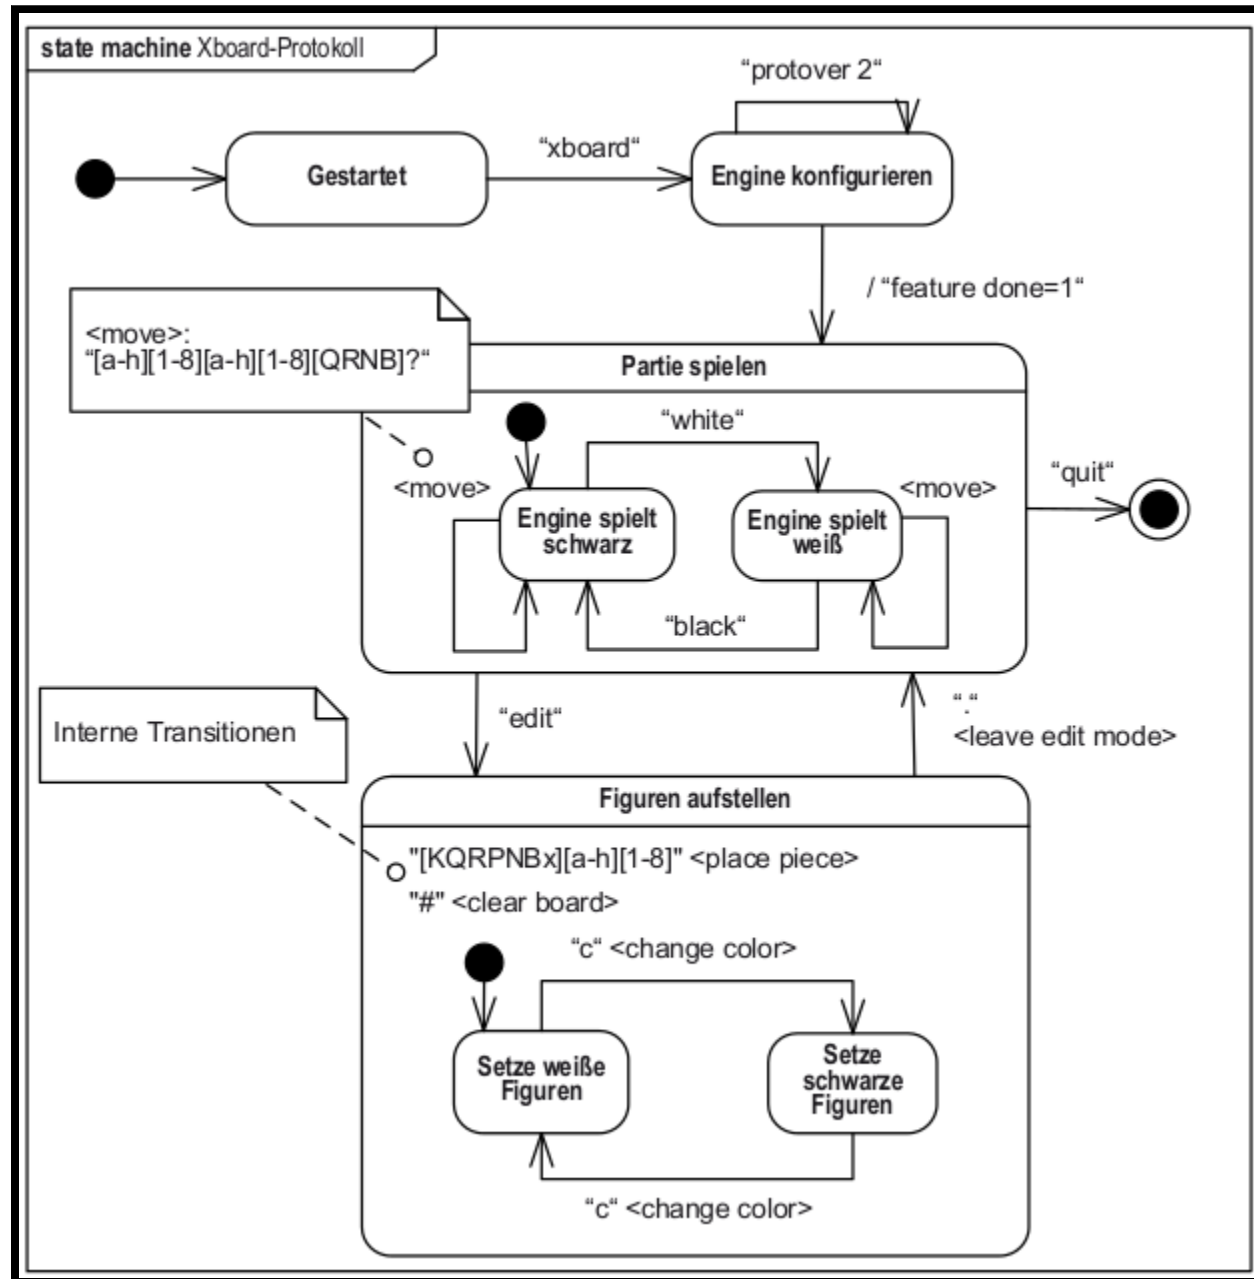 state machine Xboard-Protokoll
“protover 2“
“xboard“
Gestartet
Engine konfigurieren
/ “feature done=1“
<move>:
“[a-h][1-8][a-h][1-8][QRNB]?“
Partie spielen
“white“
“quit“
<move>
<move>
Engine spielt
schwarz
Engine spielt
weiß
“black“
“edit“
“.“
<leave edit mode>
Interne Transitionen
Figuren aufstellen
"[KQRPNBx][a-h][1-8]" <place piece>
"#" <clear board>
“c“ <change color>
Setze weiße
Figuren
Setze
schwarze
Figuren
“c“ <change color>